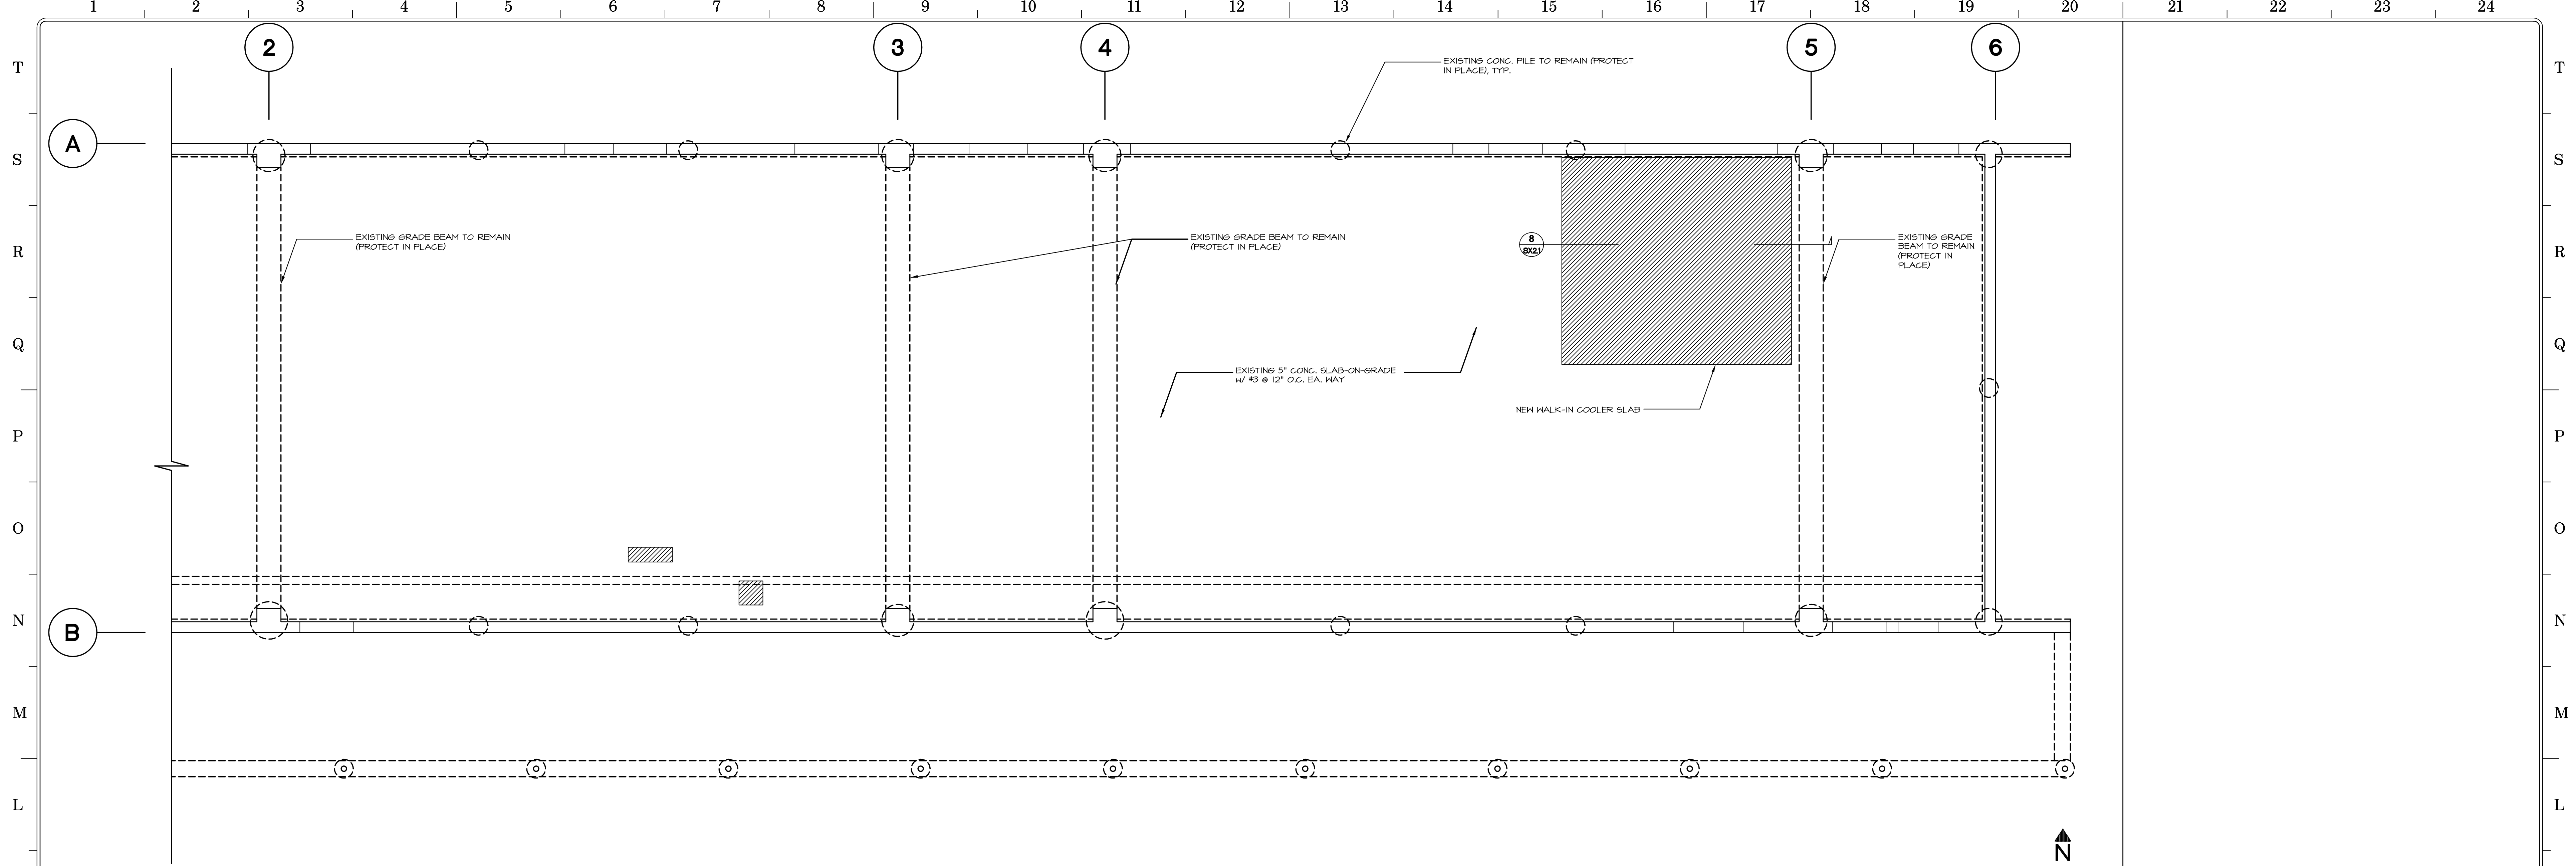 1 2 3 4 5 6 7 8 9 10 11 12 13 14 15 16 17 18 19 20 21 22 23 24
2 3 4 5 6
T T
EXISTING CONC. PILE TO REMAIN (PROTECT
IN PLACE), TYP.
A
S S
EXISTING GRADE BEAM TO REMAIN
(PROTECT IN PLACE)
EXISTING GRADE BEAM TO REMAIN
(PROTECT IN PLACE)
8
SX2.1
EXISTING GRADE
BEAM TO REMAIN
(PROTECT IN
PLACE)
R R
Q Q
EXISTING 5" CONC. SLAB-ON-GRADE
W/ #3 @ 12" O.C. EA. WAY
NEW WALK-IN COOLER SLAB
P P
O O
N N
B
M M
L L
N